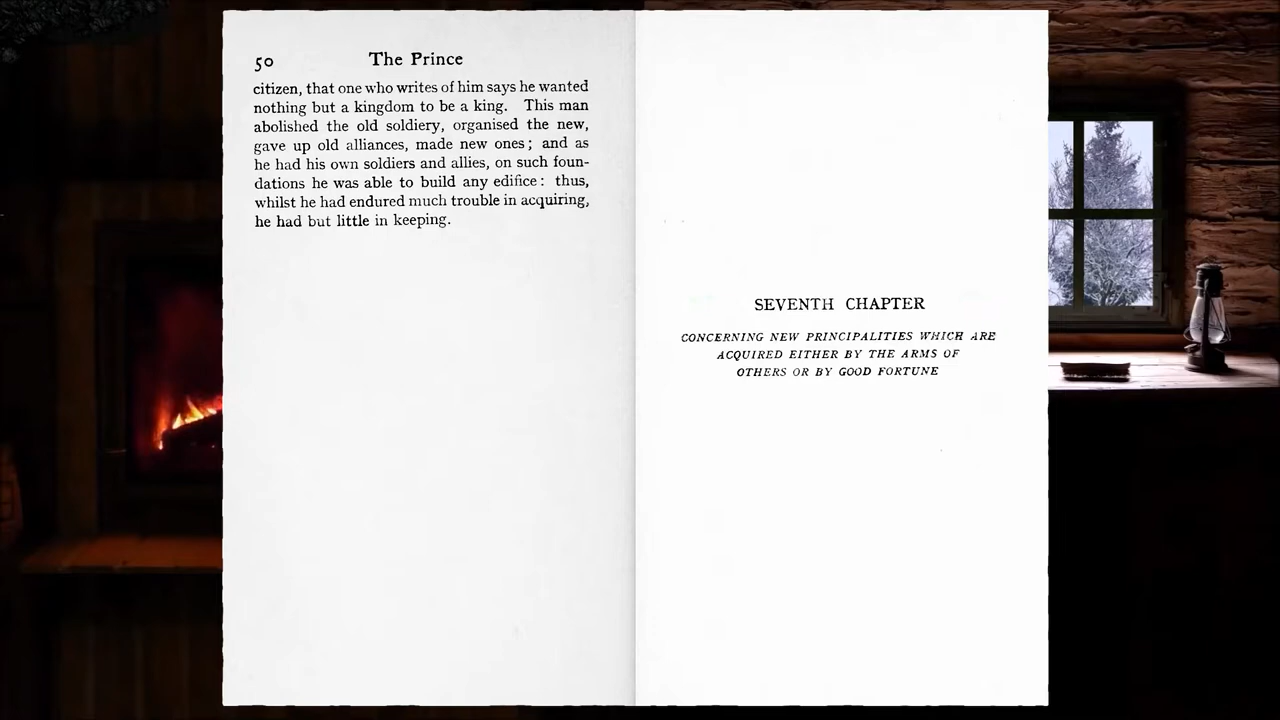 50 The Prince
citizen, that one who writes of him says he wanted
nothing but a kingdom to be a king. This man
abolished the old soldiery, organised the new,
gave up old alliances, made new ones; and as
he had his own soldiers and allies, on such foun-
dations he was able to build any edifice: thus,
whilst he had endured much trouble in acquiring,
he had but little in keeping.
SEVENTH CHAPTER
CONCERNING NEW PRINCIPALITIES WHICH ARE
ACQUIRED EITHER BY THE ARMS OF
OTHERS OR BY GOOD FORTUNE